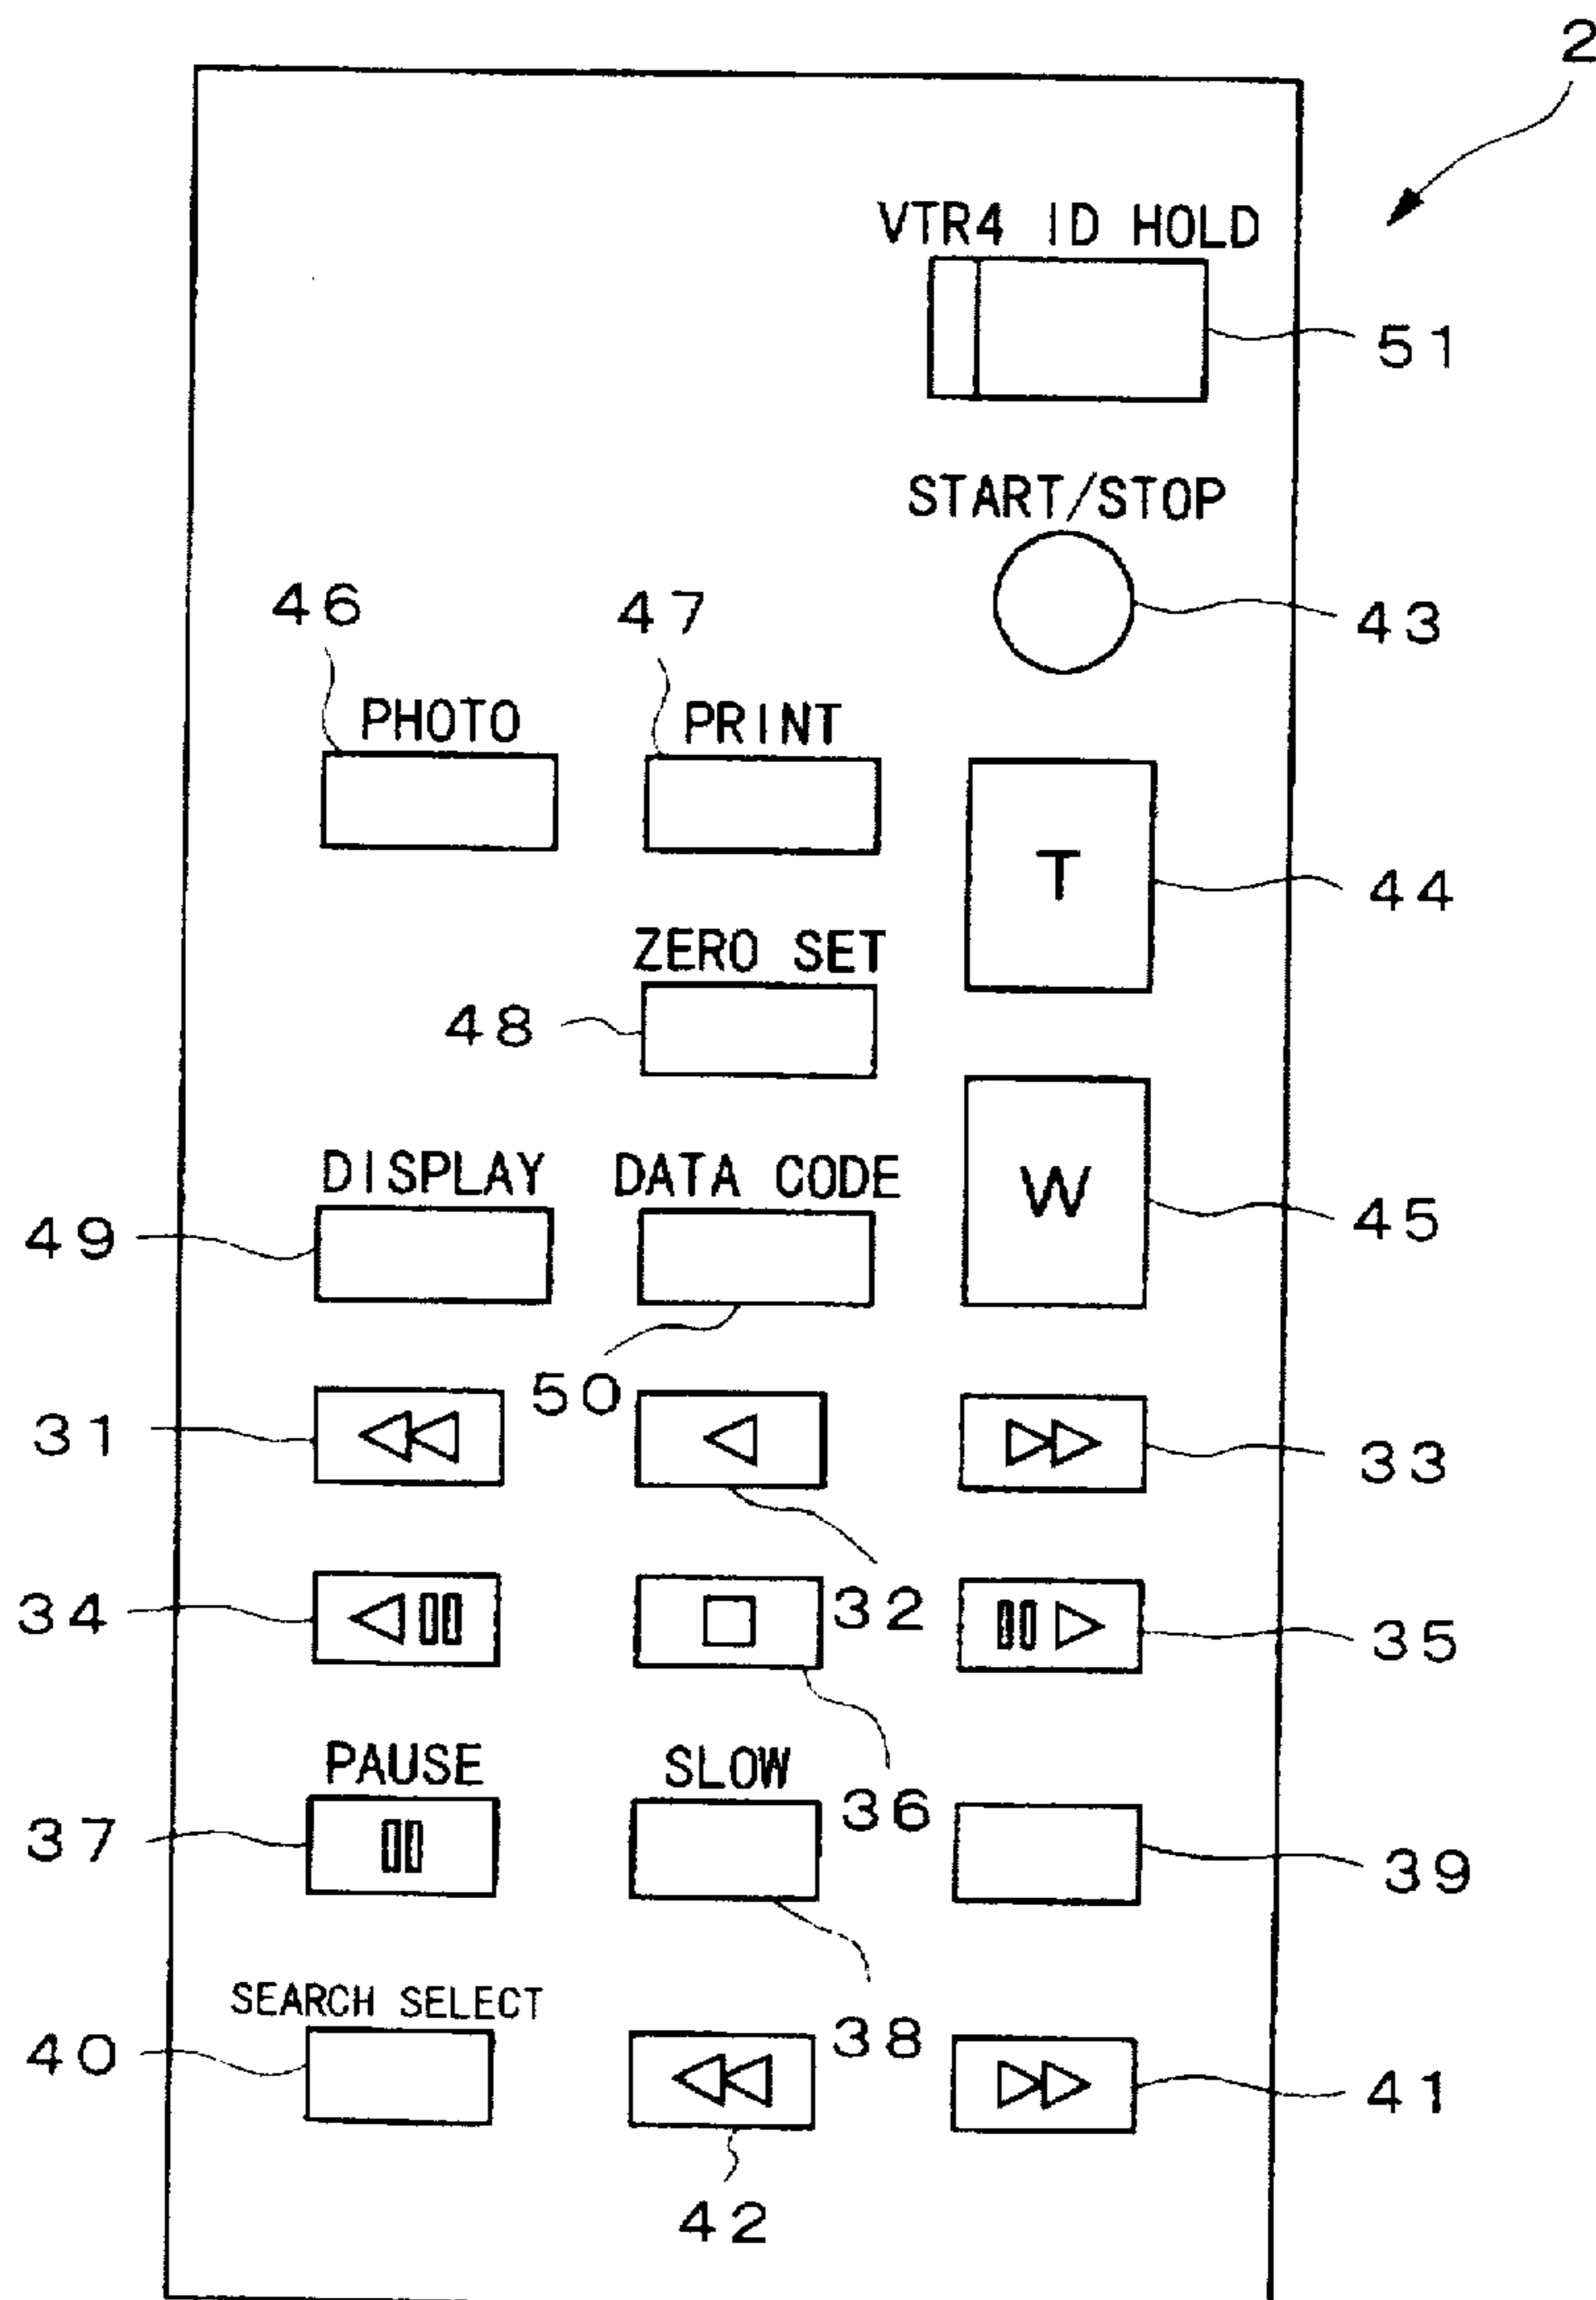 2
VTR4 ID HOLD
51
START/STOP
46 47 43
PHOTO PRINT
T 44
ZERO SET
48
DISPLAY DATA CODE W
49 45
50
31 33
34 32 35
PAUSE SLOW
37 36 39
SEARCH SELECT
40 38 41
42